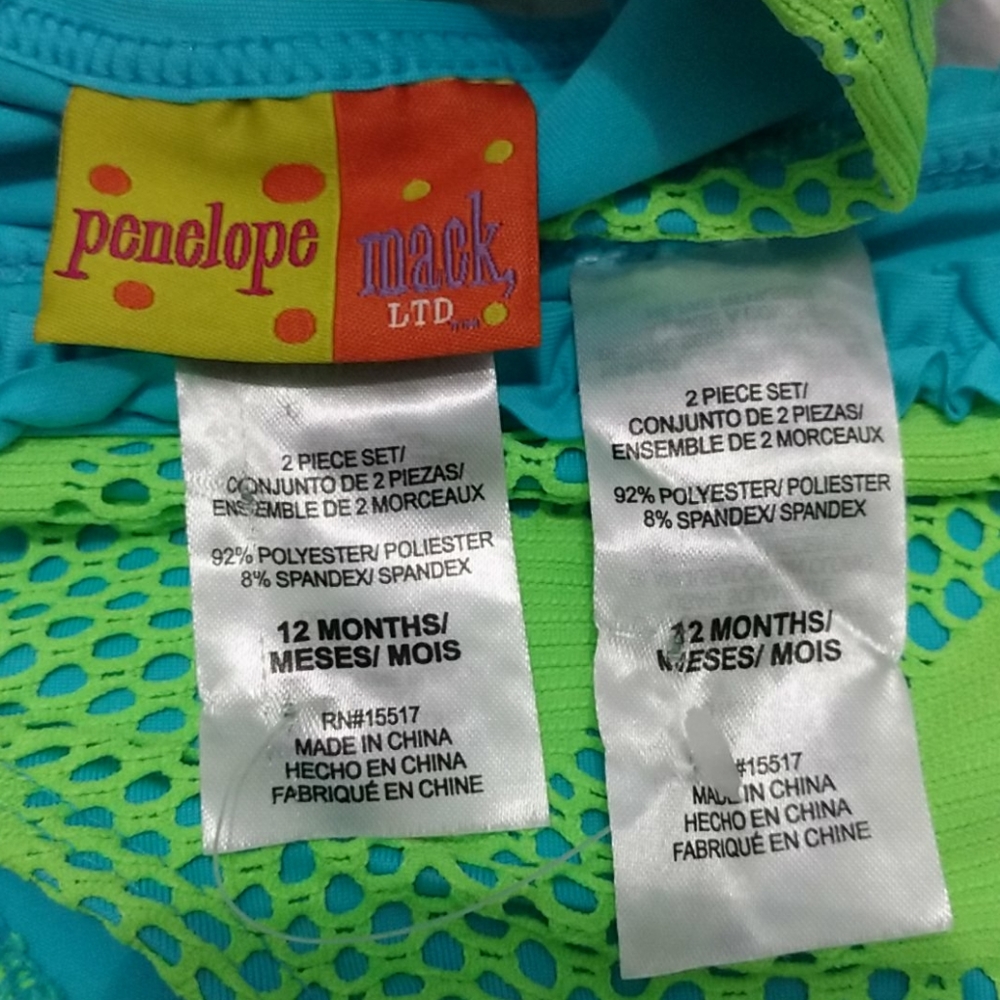 penelope
mack,
LTD
2 PIECE SET/
CONJUNTO DE 2 PIEZAS/
ENSEMBLE DE 2 MORCEAUX
92% POLYESTER/ POLIESTER
8% SPANDEX/ SPANDEX
12 MONTHS/
MESES/ MOIS
RN#15517
MADE IN CHINA
HECHO EN CHINA
FABRIQUÉ EN CHINE
2 PIECE SET/
CONJUNTO DE 2 PIEZAS/
ENSEMBLE DE 2 MORCEAUX
92% POLYESTER/ POLIESTER
8% SPANDEX/ SPANDEX
12 MONTHS/
MESES/ MOIS
#15517
MADE IN CHINA
HECHO EN CHINA
FABRIQUÉ EN CHINE